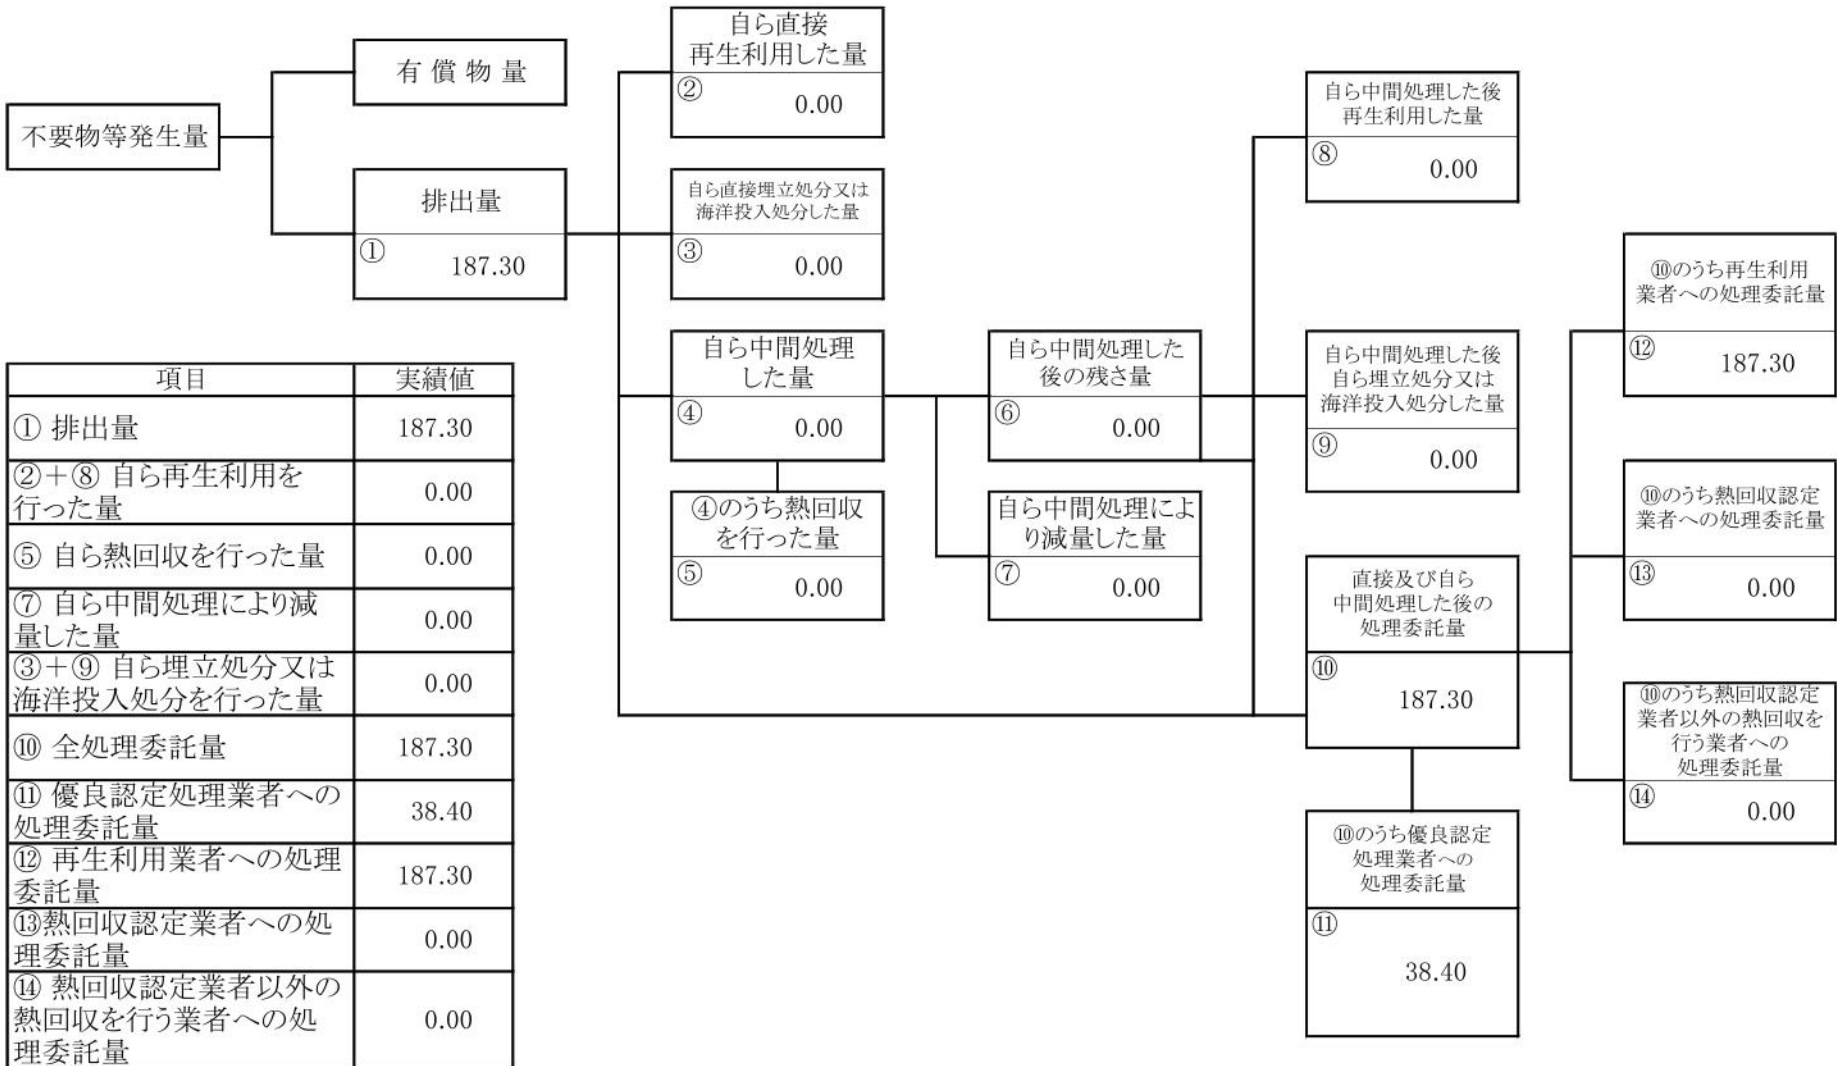 不要物等発生量
有償物量
排出量
①
187.30
自ら直接
再生利用した量
②
0.00
自ら直接埋立処分又は
海洋投入処分した量
③
0.00
自ら中間処理
した量
④
0.00
④のうち熱回収
を行った量
⑤
0.00
自ら中間処理した
後の残さ量
⑥
0.00
自ら中間処理によ
り減量した量
⑦
0.00
自ら中間処理した後
再生利用した量
⑧
0.00
自ら中間処理した後
自ら埋立処分又は
海洋投入処分した量
⑨
0.00
直接及び自ら
中間処理した後の
処理委託量
⑩
187.30
⑩のうち優良認定
処理業者への
処理委託量
⑪
38.40
⑩のうち再生利用
業者への処理委託量
⑫
187.30
⑩のうち熱回収認定
業者への処理委託量
⑬
0.00
⑩のうち熱回収認定
業者以外の熱回収を
行う業者への
処理委託量
⑭
0.00
項目 実績値
① 排出量 187.30
②+⑧ 自ら再生利用を
行った量 0.00
⑤ 自ら熱回収を行った量 0.00
⑦ 自ら中間処理により減
量した量 0.00
③+⑨ 自ら埋立処分又は
海洋投入処分を行った量 0.00
⑩ 全処理委託量 187.30
⑪ 優良認定処理業者への
処理委託量 38.40
⑫ 再生利用業者への処理
委託量 187.30
⑬熱回収認定業者への処
理委託量 0.00
⑭ 熱回収認定業者以外の
熱回収を行う業者への処
理委託量 0.00